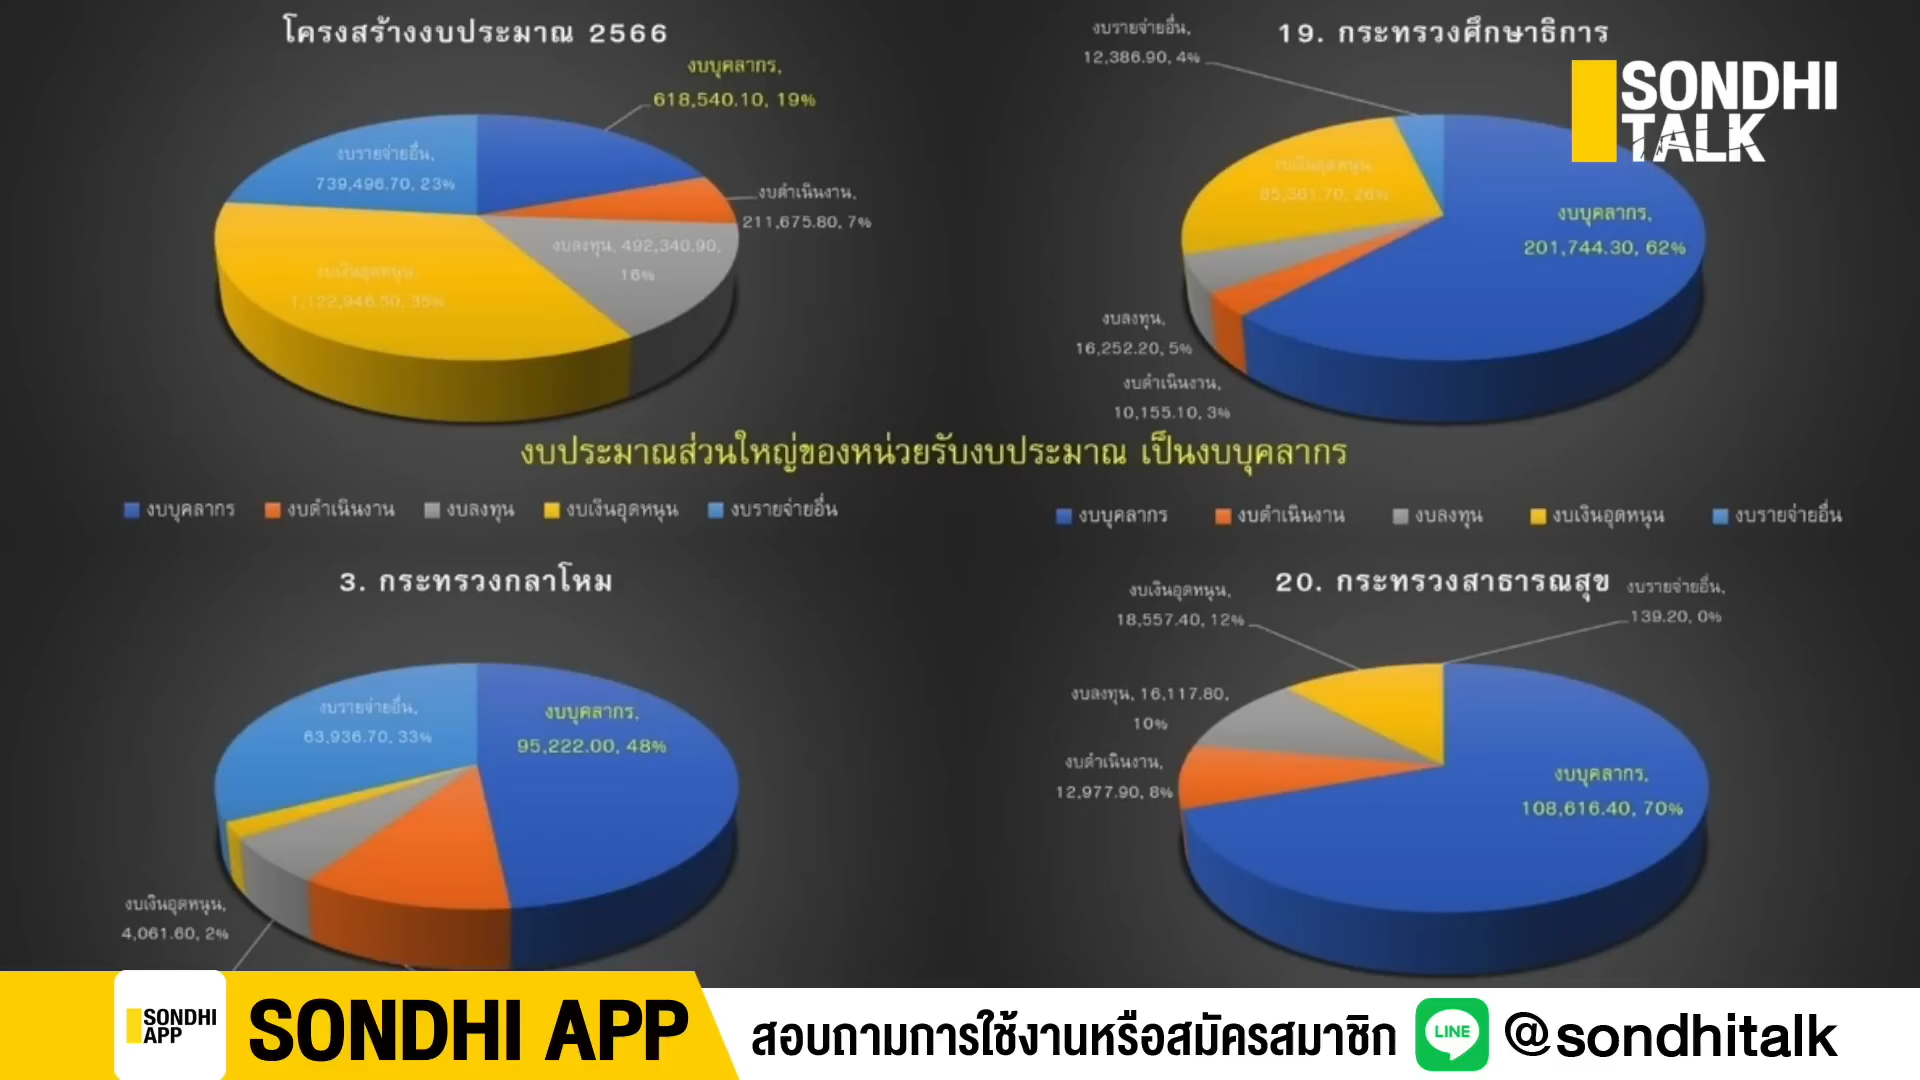 โครงสร้างงบประมาณ 2566
งบบุคลากร,
618,540.10, 19%
งบดำเนินงาน,
211,675.80, 7%
งบลงทุน, 492,340.90,
16%
งบเงินอุดหนุน,
1,122,946.50, 35%
งบรายจ่ายอื่น,
739,496.70, 23%
19. กระทรวงศึกษาธิการ
งบรายจ่ายอื่น,
12,386.90, 4%
SONDHI
TALK
งบเงินอุดหนุน,
85,361.70, 26%
งบบุคลากร,
201,744.30, 62%
งบลงทุน,
16,252.20, 5%
งบดำเนินงาน,
10,155.10, 3%
งบประมาณส่วนใหญ่ของหน่วยรับงบประมาณ เป็นงบบุคลากร
งบบุคลากร งบดำเนินงาน งบลงทุน งบเงินอุดหนุน งบรายจ่ายอื่น
งบบุคลากร งบดำเนินงาน งบลงทุน งบเงินอุดหนุน งบรายจ่ายอื่น
3. กระทรวงกลาโหม
งบรายจ่ายอื่น,
63,936.70, 33%
งบบุคลากร,
95,222.00, 48%
งบเงินอุดหนุน,
4,061.60, 2%
20. กระทรวงสาธารณสุข
งบเงินอุดหนุน,
18,557.40, 12%
งบรายจ่ายอื่น,
139.20, 0%
งบลงทุน, 16,117.80,
10%
งบดำเนินงาน,
12,977.90, 8%
งบบุคลากร,
108,616.40, 70%
SONDHI
APP
SONDHI APP
สอบถามการใช้งานหรือสมัครสมาชิก
LINE
@sondhitalk